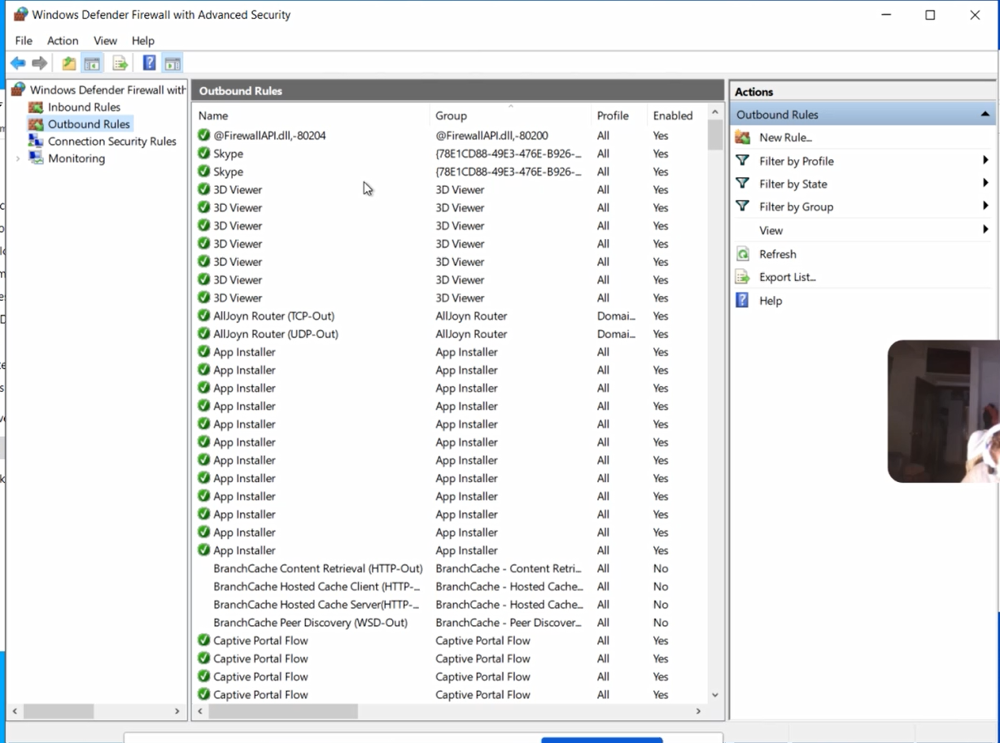 Windows Defender Firewall with Advanced Security
File Action View Help
Windows Defender Firewall with
Inbound Rules
Outbound Rules
Connection Security Rules
Monitoring
Outbound Rules
Name Group Profile Enabled
@FirewallAPI.dll,-80204 @FirewallAPI.dll,-80200 All Yes
Skype {78E1CD88-49E3-476E-B926-... All Yes
Skype {78E1CD88-49E3-476E-B926-... All Yes
3D Viewer 3D Viewer All Yes
3D Viewer 3D Viewer All Yes
3D Viewer 3D Viewer All Yes
3D Viewer 3D Viewer All Yes
3D Viewer 3D Viewer All Yes
3D Viewer 3D Viewer All Yes
3D Viewer 3D Viewer All Yes
AllJoyn Router (TCP-Out) AllJoyn Router Domai... Yes
AllJoyn Router (UDP-Out) AllJoyn Router Domai... Yes
App Installer App Installer All Yes
App Installer App Installer All Yes
App Installer App Installer All Yes
App Installer App Installer All Yes
App Installer App Installer All Yes
App Installer App Installer All Yes
App Installer App Installer All Yes
App Installer App Installer All Yes
App Installer App Installer All Yes
App Installer App Installer All Yes
App Installer App Installer All Yes
App Installer App Installer All Yes
BranchCache Content Retrieval (HTTP-Out) BranchCache - Content Retri... All No
BranchCache Hosted Cache Client (HTTP-... BranchCache - Hosted Cache... All No
BranchCache Hosted Cache Server(HTTP-... BranchCache - Hosted Cache... All No
BranchCache Peer Discovery (WSD-Out) BranchCache - Peer Discover... All No
Captive Portal Flow Captive Portal Flow All Yes
Captive Portal Flow Captive Portal Flow All Yes
Captive Portal Flow Captive Portal Flow All Yes
Captive Portal Flow Captive Portal Flow All Yes
Actions
Outbound Rules
New Rule...
Filter by Profile
Filter by State
Filter by Group
View
Refresh
Export List...
Help